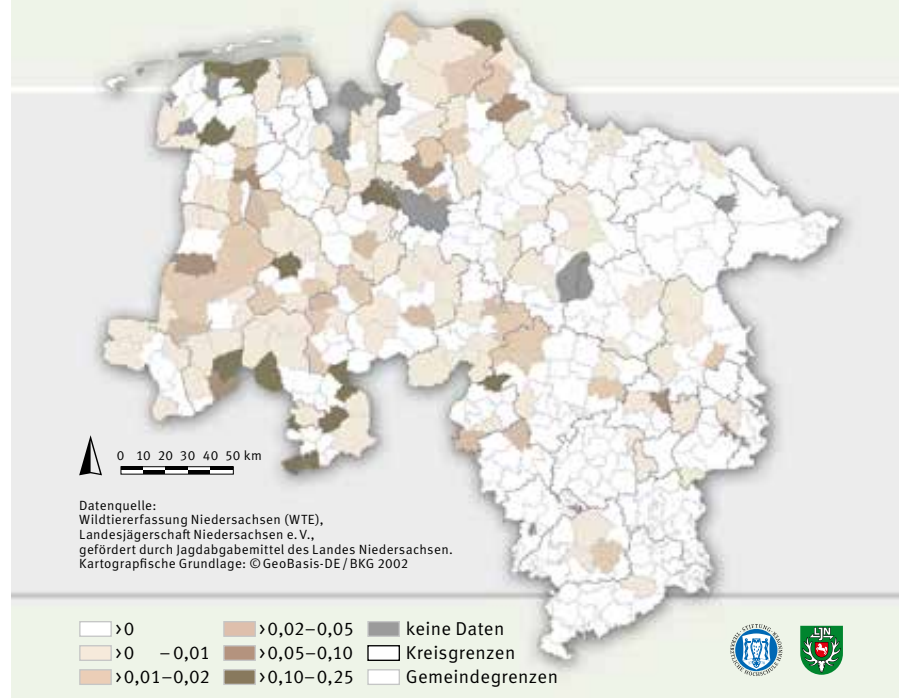 0 10 20 30 40 50 km
Datenquelle:
Wildtiererfassung Niedersachsen (WTE),
Landesjägerschaft Niedersachsen e. V.,
gefördert durch Jagdabgabemittel des Landes Niedersachsen.
Kartografische Grundlage: © GeoBasis-DE / BKG 2002
>0
>0 –0,01
>0,01–0,02
>0,02–0,05
>0,05–0,10
>0,10–0,25
keine Daten
Kreisgrenzen
Gemeindegrenzen
LJN